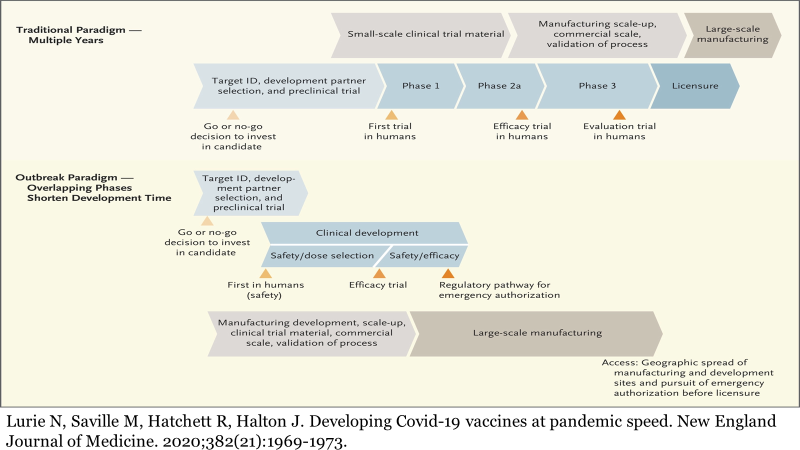 Traditional Paradigm —
Multiple Years
Small-scale clinical trial material
Manufacturing scale-up,
commercial scale,
validation of process
Large-scale
manufacturing
Target ID, development partner
selection, and preclinical trial
Phase 1
Phase 2a
Phase 3
Licensure
Go or no-go
decision to invest
in candidate
First trial
in humans
Efficacy trial
in humans
Evaluation trial
in humans
Outbreak Paradigm —
Overlapping Phases
Shorten Development Time
Target ID, develop-
ment partner
selection, and
preclinical trial
Go or no-go
decision to invest
in candidate
Clinical development
Safety/dose selection
Safety/efficacy
First in humans
(safety)
Efficacy trial
Regulatory pathway for
emergency authorization
Manufacturing development, scale-up,
clinical trial material, commercial
scale, validation of process
Large-scale manufacturing
Access: Geographic spread of
manufacturing and development
sites and pursuit of emergency
authorization before licensure
Lurie N, Saville M, Hatchett R, Halton J. Developing Covid-19 vaccines at pandemic speed. New England
Journal of Medicine. 2020;382(21):1969-1973.